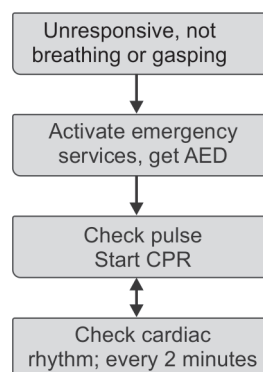 Unresponsive, not
breathing or gasping
Activate emergency
services, get AED
Check pulse
Start CPR
Check cardiac
rhythm; every 2 minutes